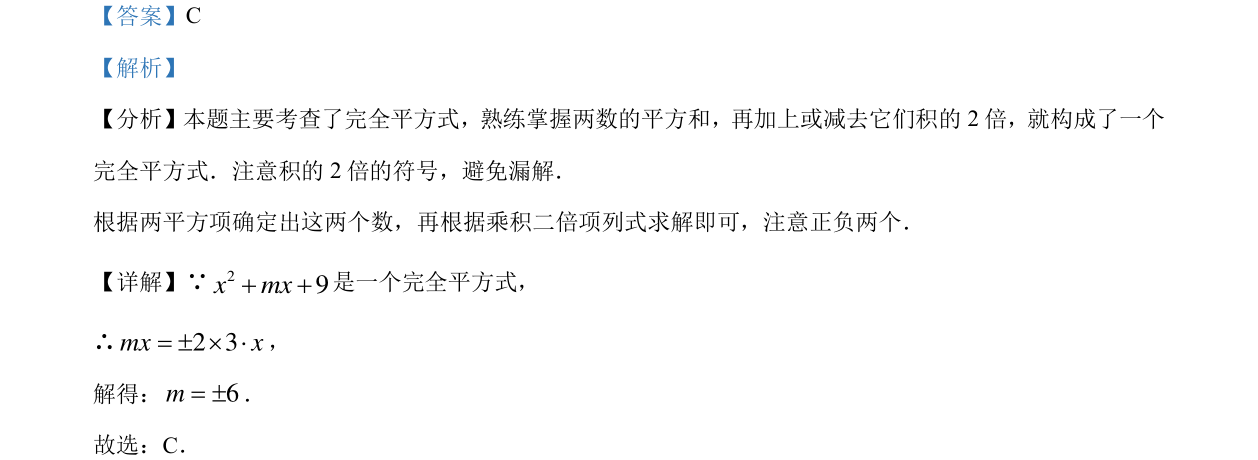 【答案】C
【解析】
【分析】本题主要考查了完全平方式，熟练掌握两数的平方和，再加上或减去它们积的 2 倍，就构成了一个
完全平方式．注意积的 2 倍的符号，避免漏解．
根据两平方项确定出这两个数，再根据乘积二倍项列式求解即可，注意正负两个．
【详解】∵ x² + mx + 9 是一个完全平方式，
∴ mx = ±2×3· x ，
解得： m = ±6 ．
故选：C．